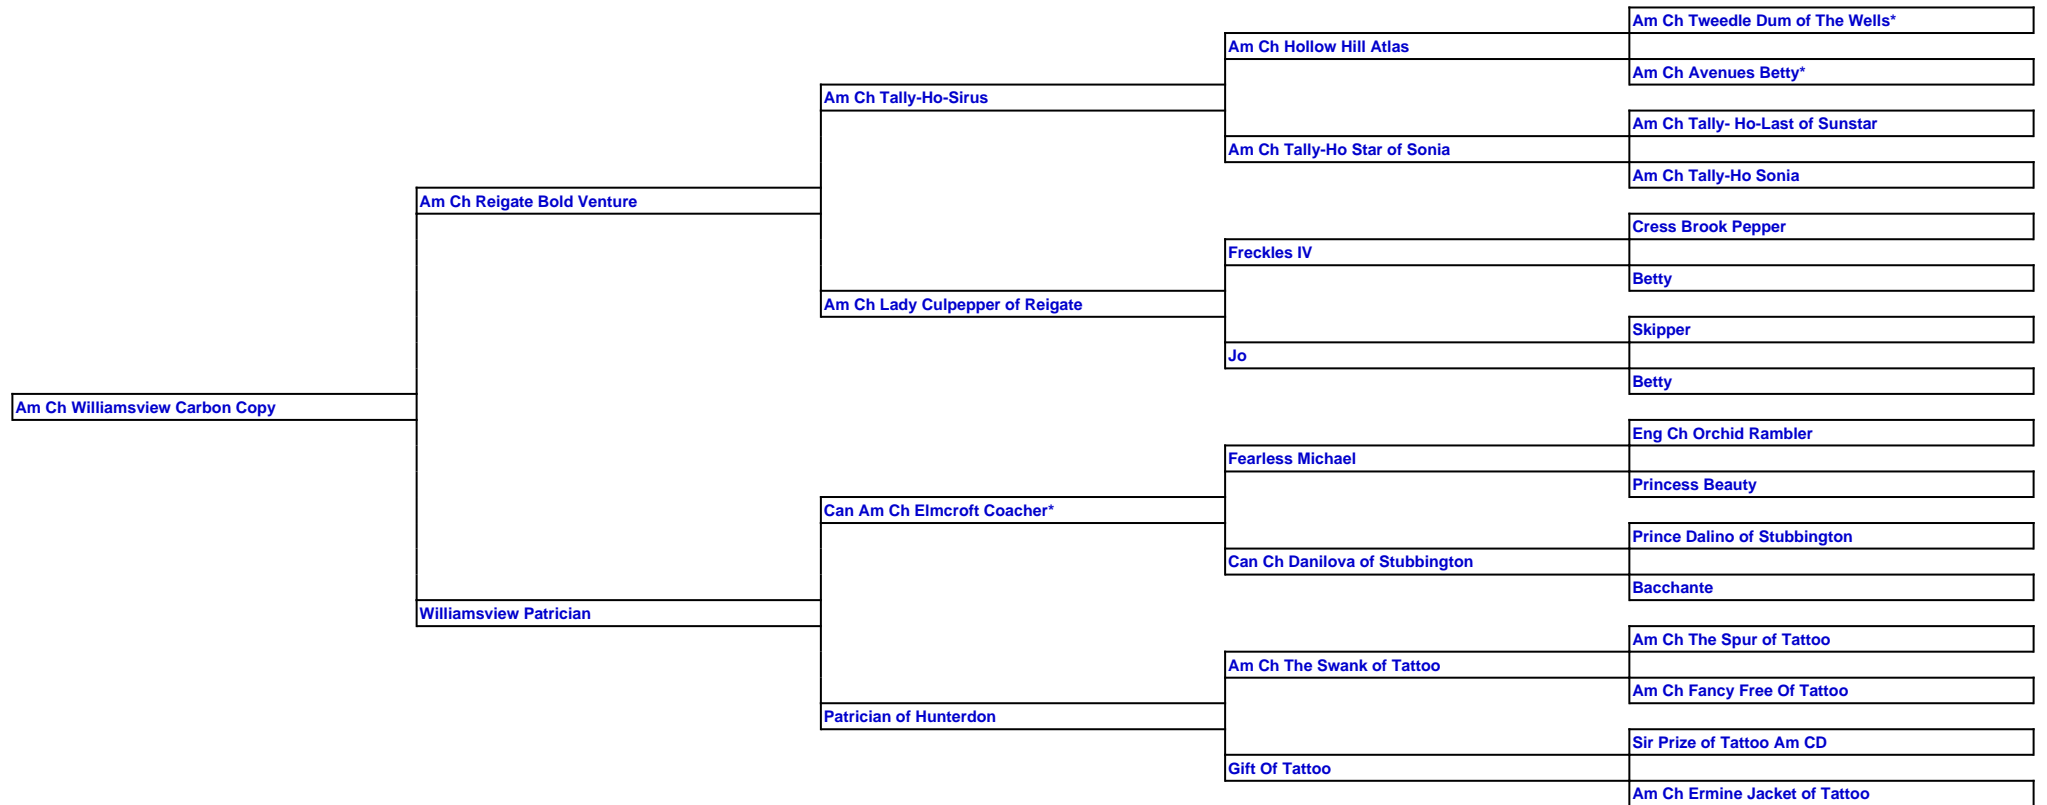 Am Ch Tweedle Dum of The Wells*
Am Ch Hollow Hill Atlas
Am Ch Avenues Betty*
Am Ch Tally-Ho-Sirus
Am Ch Tally- Ho-Last of Sunstar
Am Ch Tally-Ho Star of Sonia
Am Ch Tally-Ho Sonia
Am Ch Reigate Bold Venture
Cress Brook Pepper
Freckles IV
Betty
Am Ch Lady Culpepper of Reigate
Skipper
Jo
Betty
Am Ch Williamsview Carbon Copy
Eng Ch Orchid Rambler
Fearless Michael
Princess Beauty
Can Am Ch Elmcroft Coacher*
Prince Dalino of Stubbington
Can Ch Danilova of Stubbington
Bacchante
Williamsview Patrician
Am Ch The Spur of Tattoo
Am Ch The Swank of Tattoo
Am Ch Fancy Free Of Tattoo
Patrician of Hunterdon
Sir Prize of Tattoo Am CD
Gift Of Tattoo
Am Ch Ermine Jacket of Tattoo